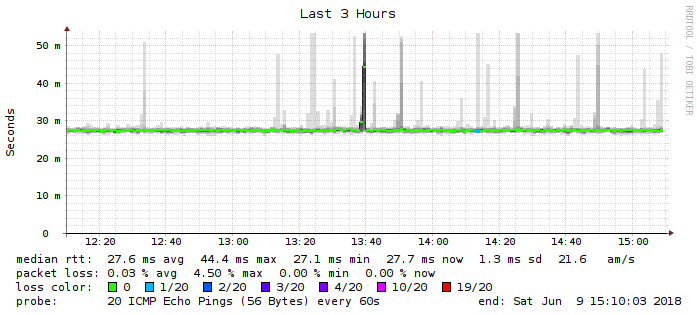 Last 3 Hours
RRDTOOL / TOBI OETIKER
Seconds
50 m
40 m
30 m
20 m
10 m
0
12:20 12:40 13:00 13:20 13:40 14:00 14:20 14:40 15:00
median rtt: 27.6 ms avg 44.4 ms max 27.1 ms min 27.7 ms now 1.3 ms sd 21.6 am/s
packet loss: 0.03 % avg 4.50 % max 0.00 % min 0.00 % now
loss color: 0 1/20 2/20 3/20 4/20 10/20 19/20
probe: 20 ICMP Echo Pings (56 Bytes) every 60s end: Sat Jun 9 15:10:03 2018